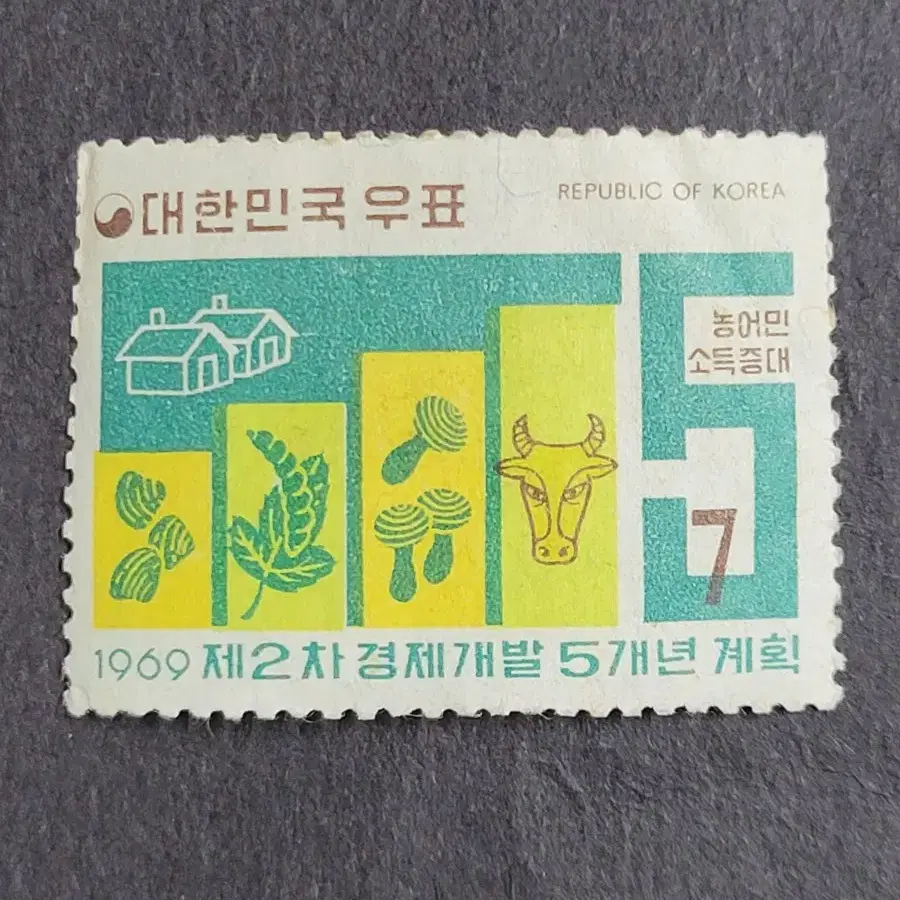 대한민국우표
REPUBLIC OF KOREA
5
농어민
소득증대
7
1969 제2차 경제개발 5개년 계획